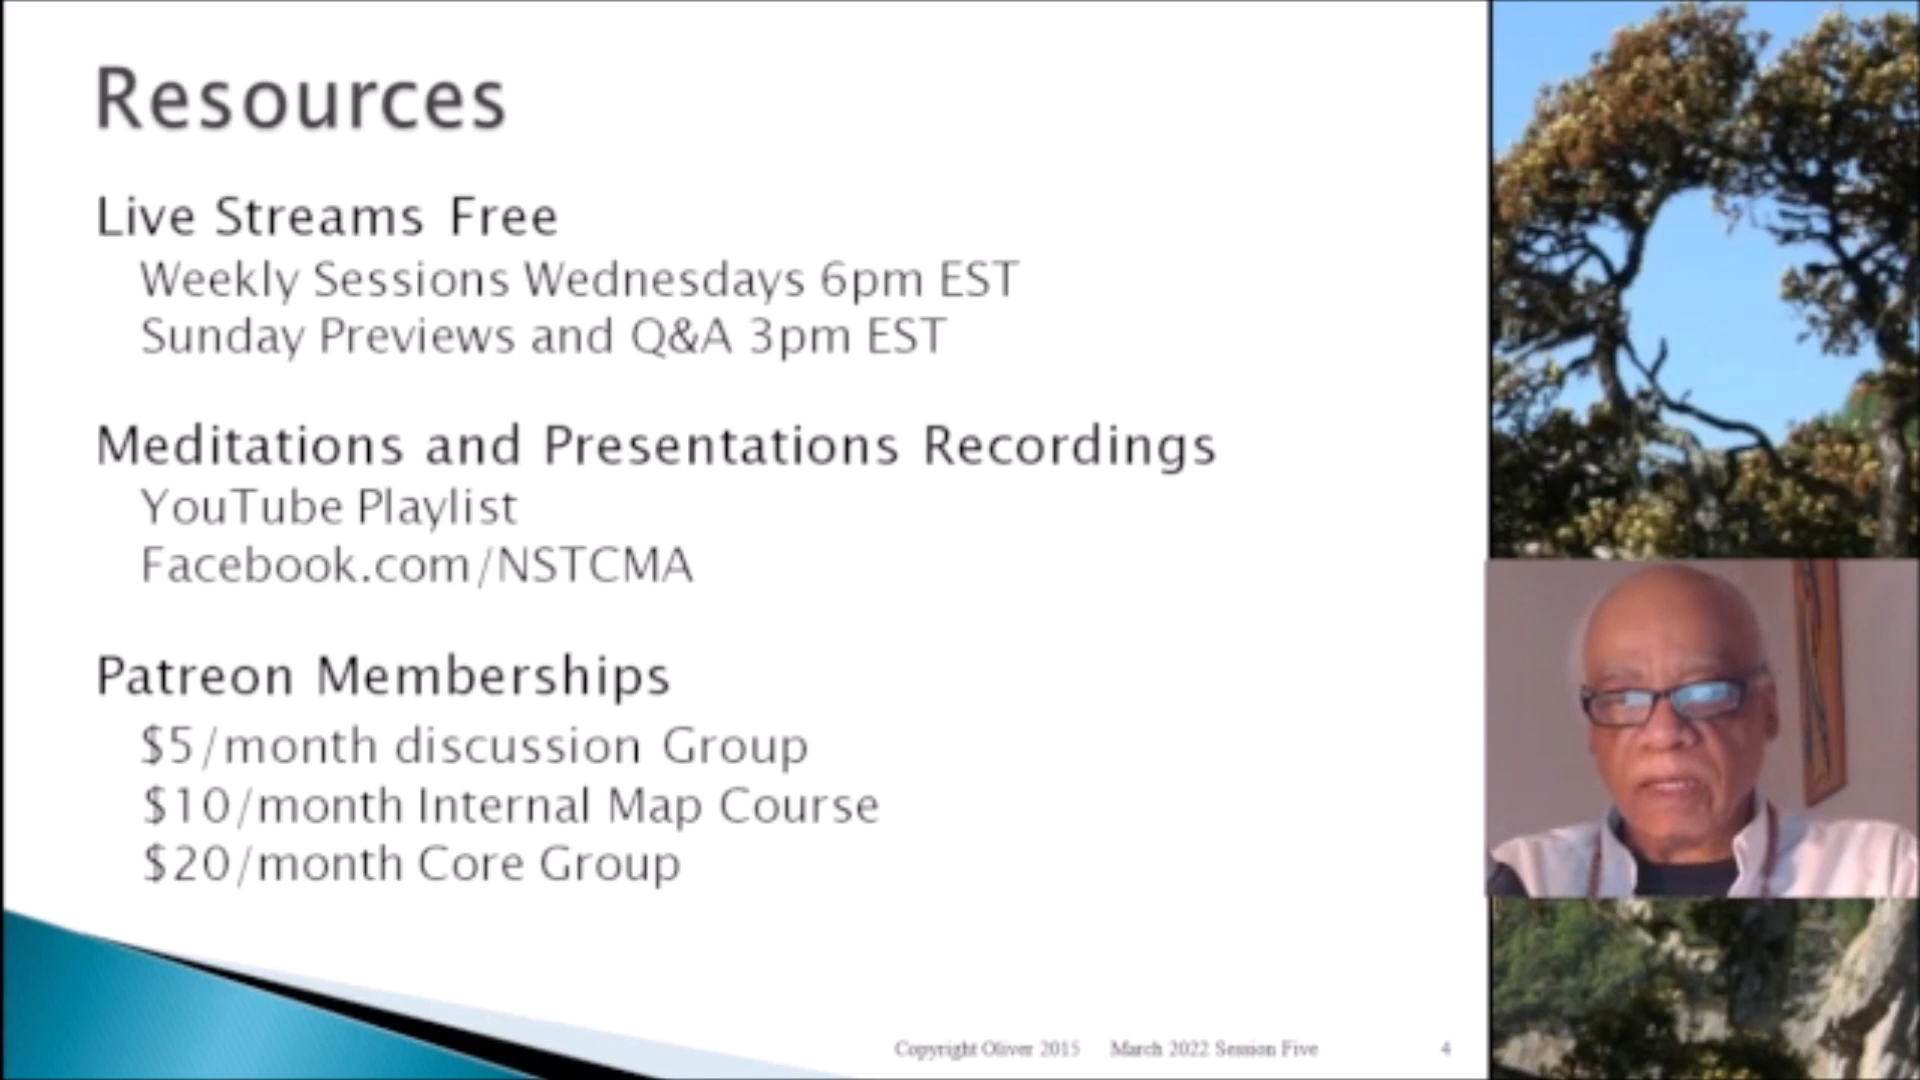 Resources
Live Streams Free
Weekly Sessions Wednesdays 6pm EST
Sunday Previews and Q&A 3pm EST
Meditations and Presentations Recordings
YouTube Playlist
Facebook.com/NSTCMA
Patreon Memberships
$5/month discussion Group
$10/month Internal Map Course
$20/month Core Group
Copyright Oliver 2015 March 2022 Session Five 4